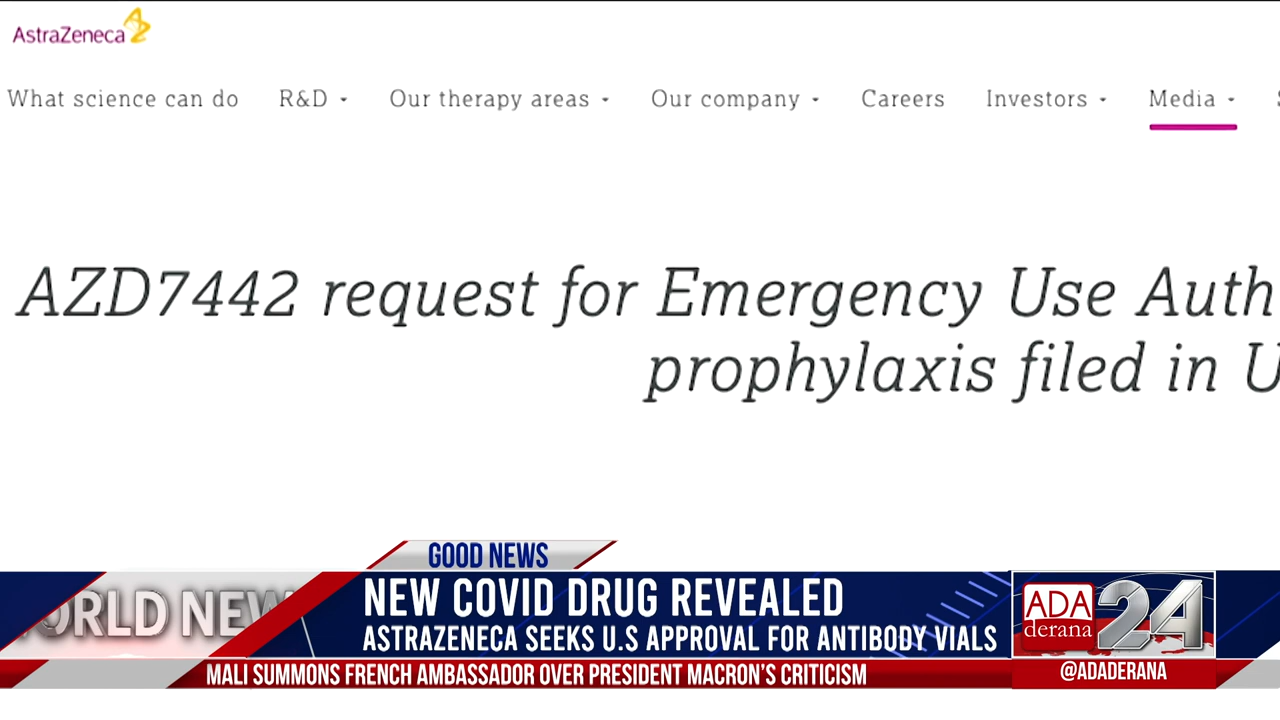 AstraZeneca
What science can do R&D Our therapy areas Our company Careers Investors Media
AZD7442 request for Emergency Use Auth
prophylaxis filed in U
GOOD NEWS
WORLD NEW
NEW COVID DRUG REVEALED
ASTRAZENECA SEEKS U.S APPROVAL FOR ANTIBODY VIALS
ADA
derana
24
MALI SUMMONS FRENCH AMBASSADOR OVER PRESIDENT MACRON'S CRITICISM
@ADADERANA